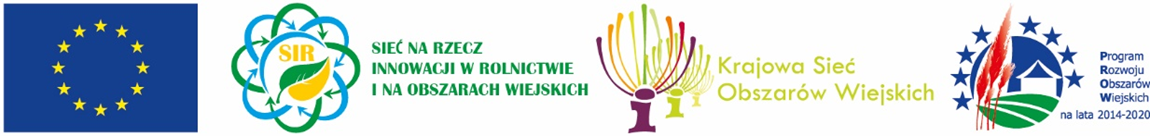 SIR
SIEĆ NA RZECZ
INNOWACJI W ROLNICTWIE
I NA OBSZARACH WIEJSKICH
Krajowa Sieć
Obszarów Wiejskich
Program
Rozwoju
Obszarów
Wiejskich
na lata 2014-2020